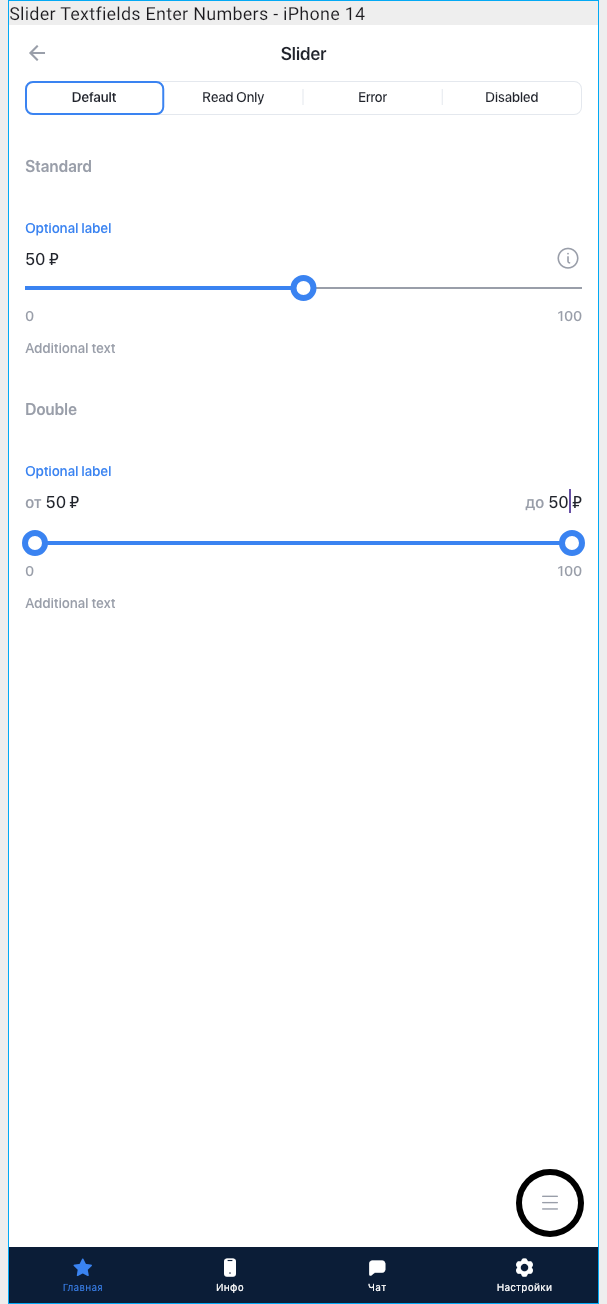 Slider Textfields Enter Numbers - iPhone 14
Slider
Default Read Only Error Disabled
Standard
Optional label
50 ₽
0 100
Additional text
Double
Optional label
от 50 ₽ до 50 ₽
0 100
Additional text
Главная Инфо Чат Настройки